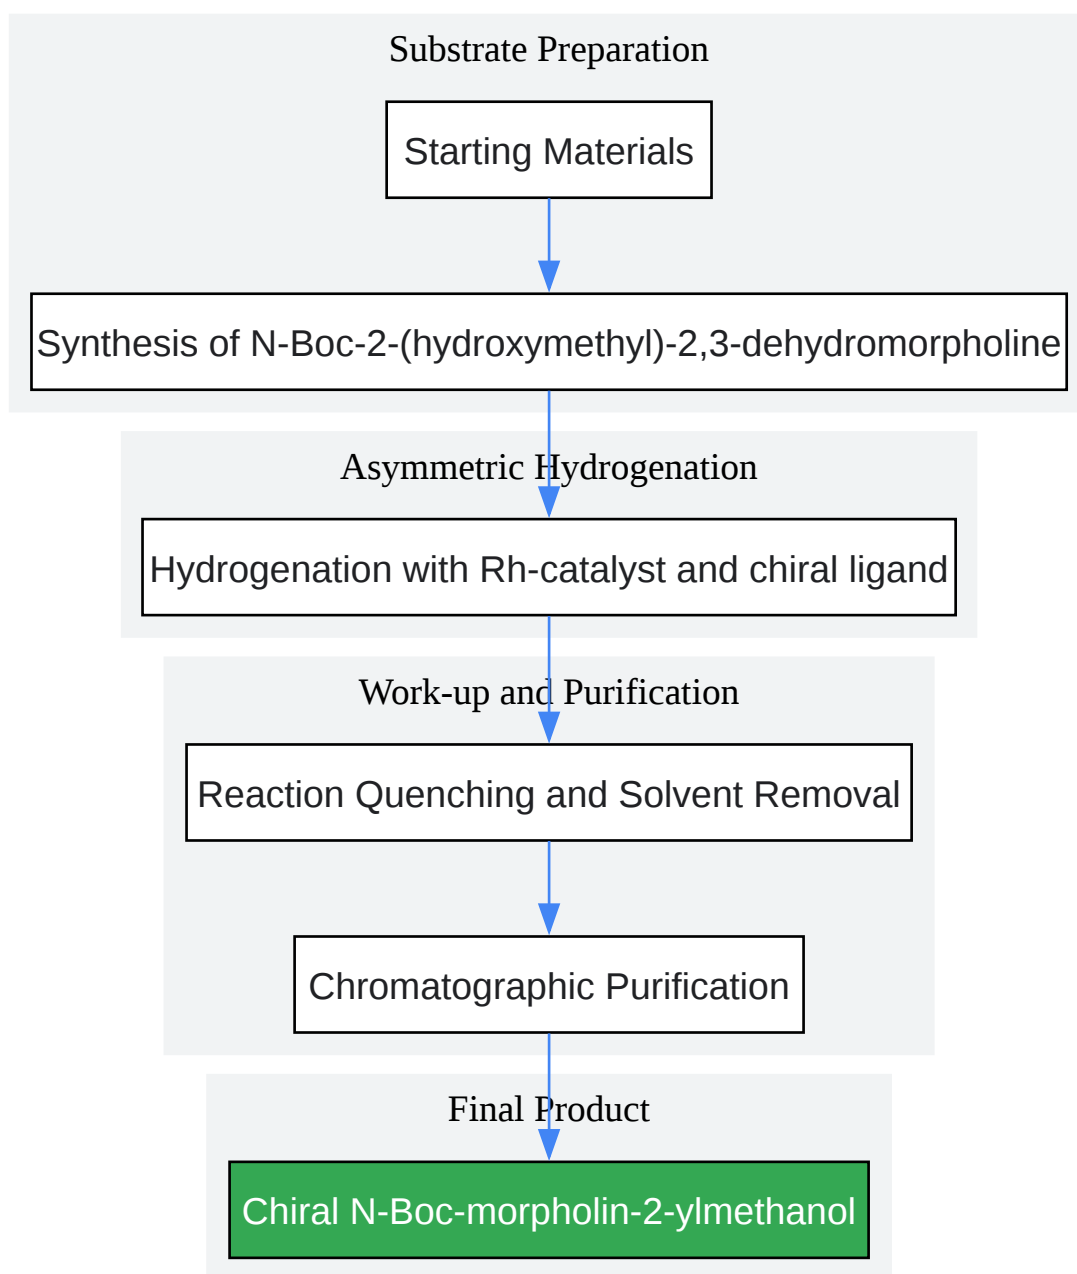 Substrate Preparation
Starting Materials
Synthesis of N-Boc-2-(hydroxymethyl)-2,3-dehydromorpholine
Asymmetric Hydrogenation
Hydrogenation with Rh-catalyst and chiral ligand
Work-up and Purification
Reaction Quenching and Solvent Removal
Chromatographic Purification
Final Product
Chiral N-Boc-morpholin-2-ylmethanol